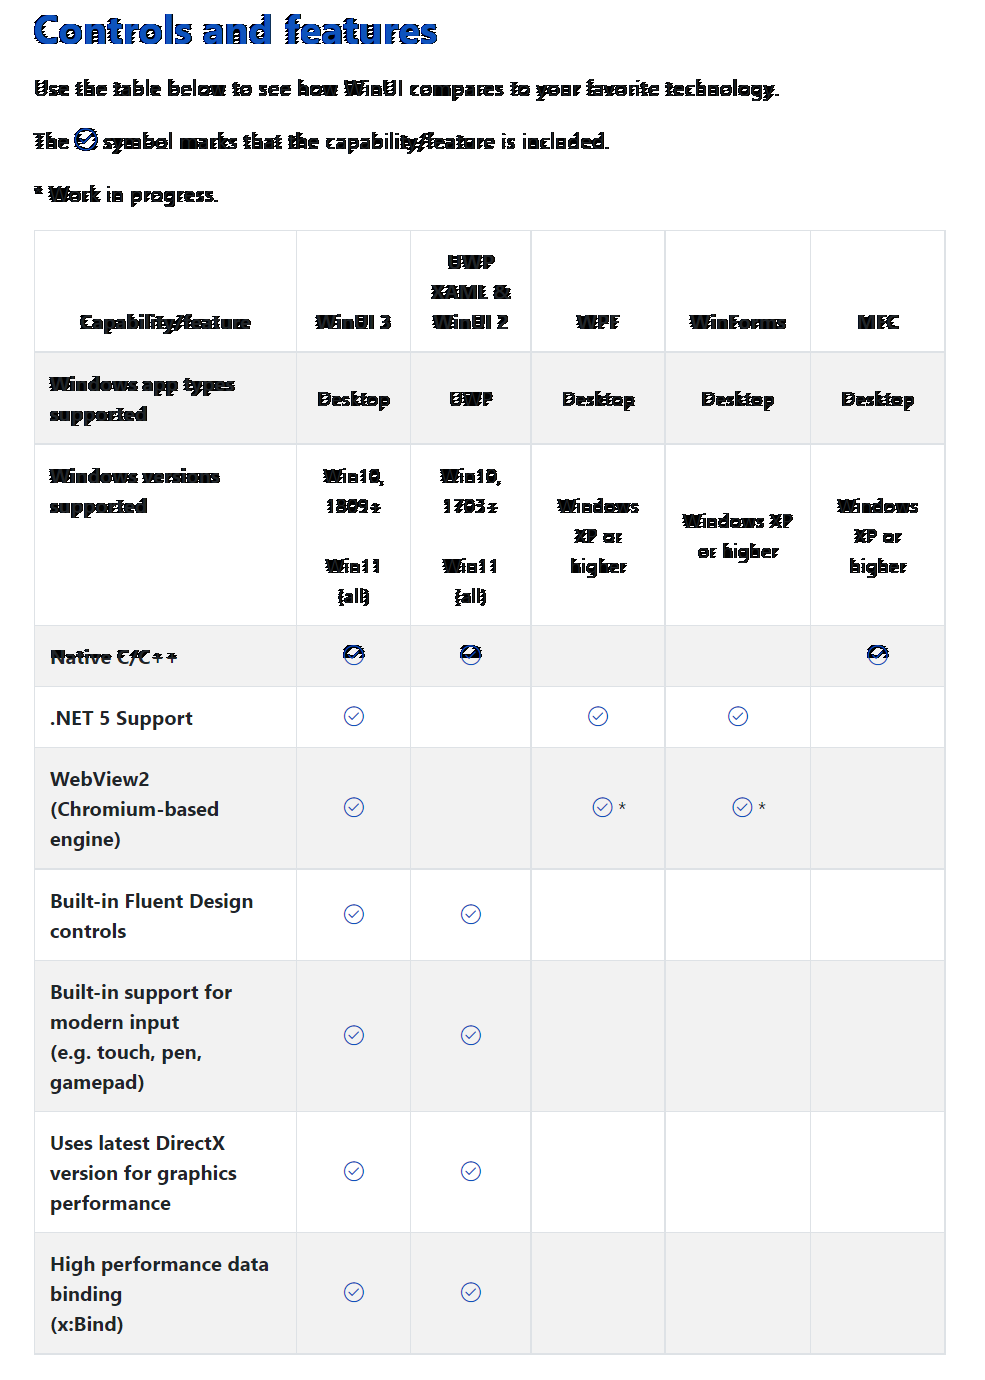 Controls and features
Use the table below to see how WinUI compares to your favorite technology.
The symbol marks that the capability/feature is included.
* Work in progress.
UWP
XAML &
Capability/feature WinUI 3 WinUI 2 WPF WinForms MFC
Windows app types
supported
Desktop UWP Desktop Desktop Desktop
Windows versions
supported
Win10,
1809+
Win11
(all)
Win10,
1703+
Win11
(all)
Windows
XP or
higher
Windows XP
or higher
Windows
XP or
higher
Native C/C++
.NET 5 Support
WebView2
(Chromium-based
engine)
*
*
Built-in Fluent Design
controls
Built-in support for
modern input
(e.g. touch, pen,
gamepad)
Uses latest DirectX
version for graphics
performance
High performance data
binding
(x:Bind)